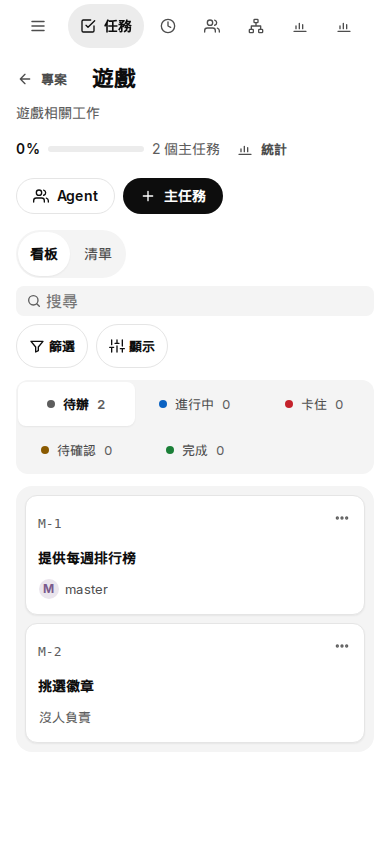 任務
專案 遊戲
遊戲相關工作
0% 2 個主任務 統計
Agent 主任務
看板 清單
搜尋
篩選 顯示
待辦 2 進行中 0 卡住 0
待確認 0 完成 0
M-1
提供每週排行榜
M master
M-2
挑選徽章
沒人負責